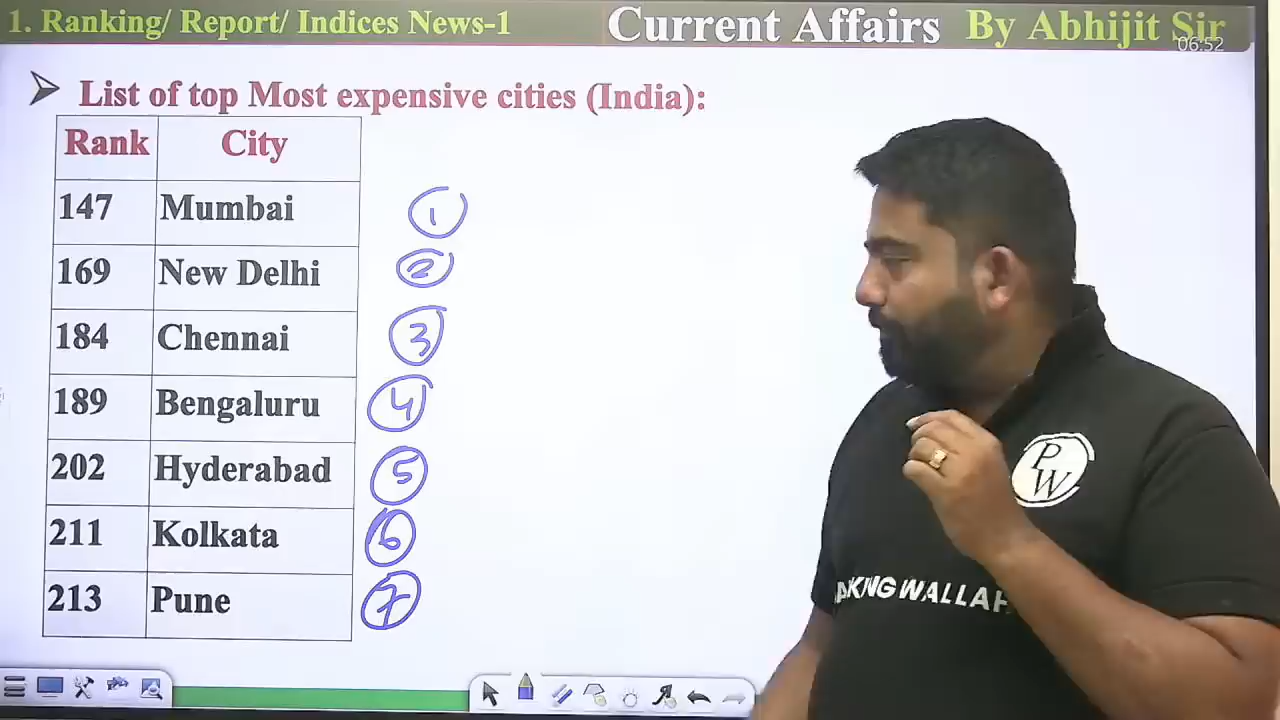 1. Ranking/ Report/ Indices News-1
Current Affairs By Abhijit Sir
06:52
List of top Most expensive cities (India):
Rank City
147 Mumbai 1
169 New Delhi 2
184 Chennai 3
189 Bengaluru 4
202 Hyderabad 5
211 Kolkata 6
213 Pune 7
PW
AKING WALLAH